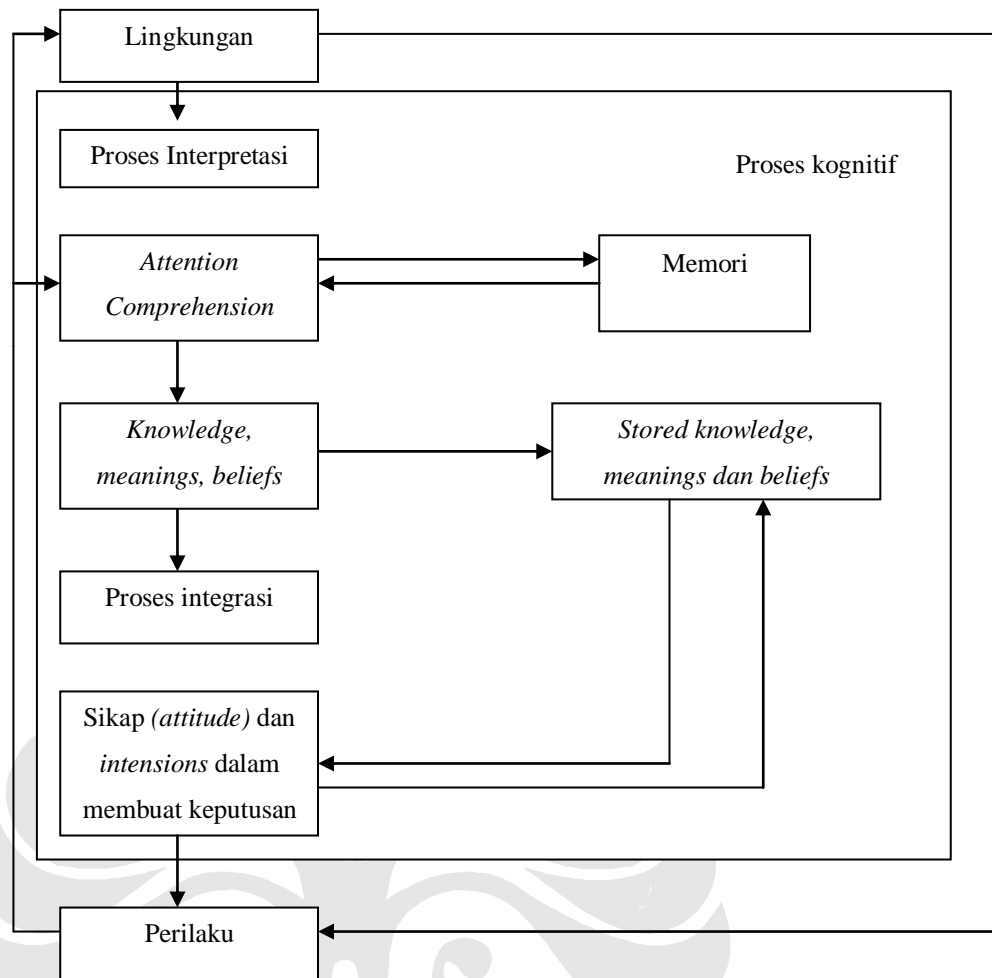 Lingkungan
Proses Interpretasi
Proses kognitif
Attention
Comprehension
Memori
Knowledge,
meanings, beliefs
Stored knowledge,
meanings dan beliefs
Proses integrasi
Sikap (attitude) dan
intensions dalam
membuat keputusan
Perilaku